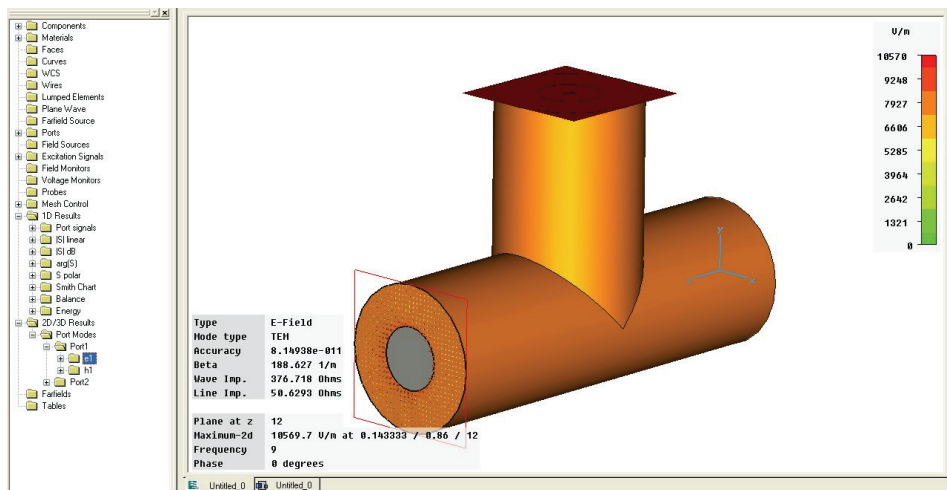 Components
Materials
Faces
Curves
WCS
Wires
Lumped Elements
Plane Wave
Farfield Source
Ports
Field Sources
Excitation Signals
Field Monitors
Voltage Monitors
Probes
Mesh Control
1D Results
Port signals
|S| linear
|S| dB
arg(S)
S polar
Smith Chart
Balance
Energy
2D/3D Results
Port Modes
Port1
e1
h1
Port2
Farfields
Tables
V/m
10570
9248
7927
6606
5285
3964
2642
1321
0
y
x
Type E-Field
Mode type TEM
Accuracy 8.14938e-011
Beta 188.627 1/m
Wave Imp. 376.718 Ohms
Line Imp. 50.6293 Ohms
Plane at z 12
Maximum-2d 10569.7 V/m at 0.143333 / 0.86 / 12
Frequency 9
Phase 0 degrees
Untitled_0 Untitled_0